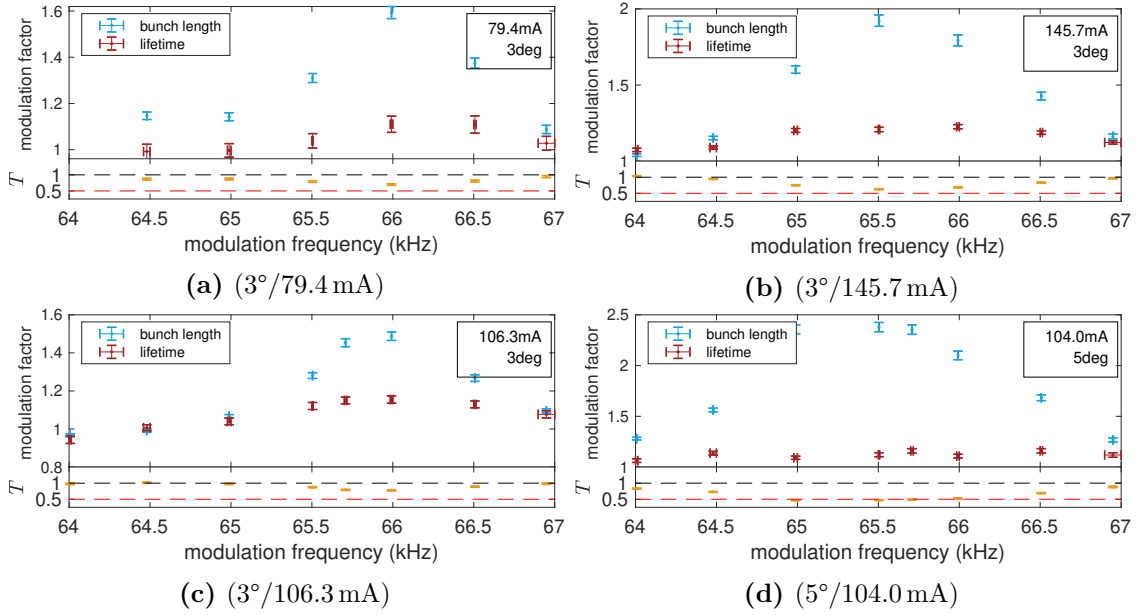 1.6
1.4
1.2
1
modulation factor
bunch length
lifetime
79.4mA
3deg
1
0.5
T
64 64.5 65 65.5 66 66.5 67
modulation frequency (kHz)
(a) (3°/79.4 mA)
2
1.5
1
modulation factor
bunch length
lifetime
145.7mA
3deg
1
0.5
T
64 64.5 65 65.5 66 66.5 67
modulation frequency (kHz)
(b) (3°/145.7 mA)
1.6
1.4
1.2
1
0.8
modulation factor
bunch length
lifetime
106.3mA
3deg
1
0.5
T
64 64.5 65 65.5 66 66.5 67
modulation frequency (kHz)
(c) (3°/106.3 mA)
2.5
2
1.5
1
modulation factor
bunch length
lifetime
104.0mA
5deg
1
0.5
T
64 64.5 65 65.5 66 66.5 67
modulation frequency (kHz)
(d) (5°/104.0 mA)